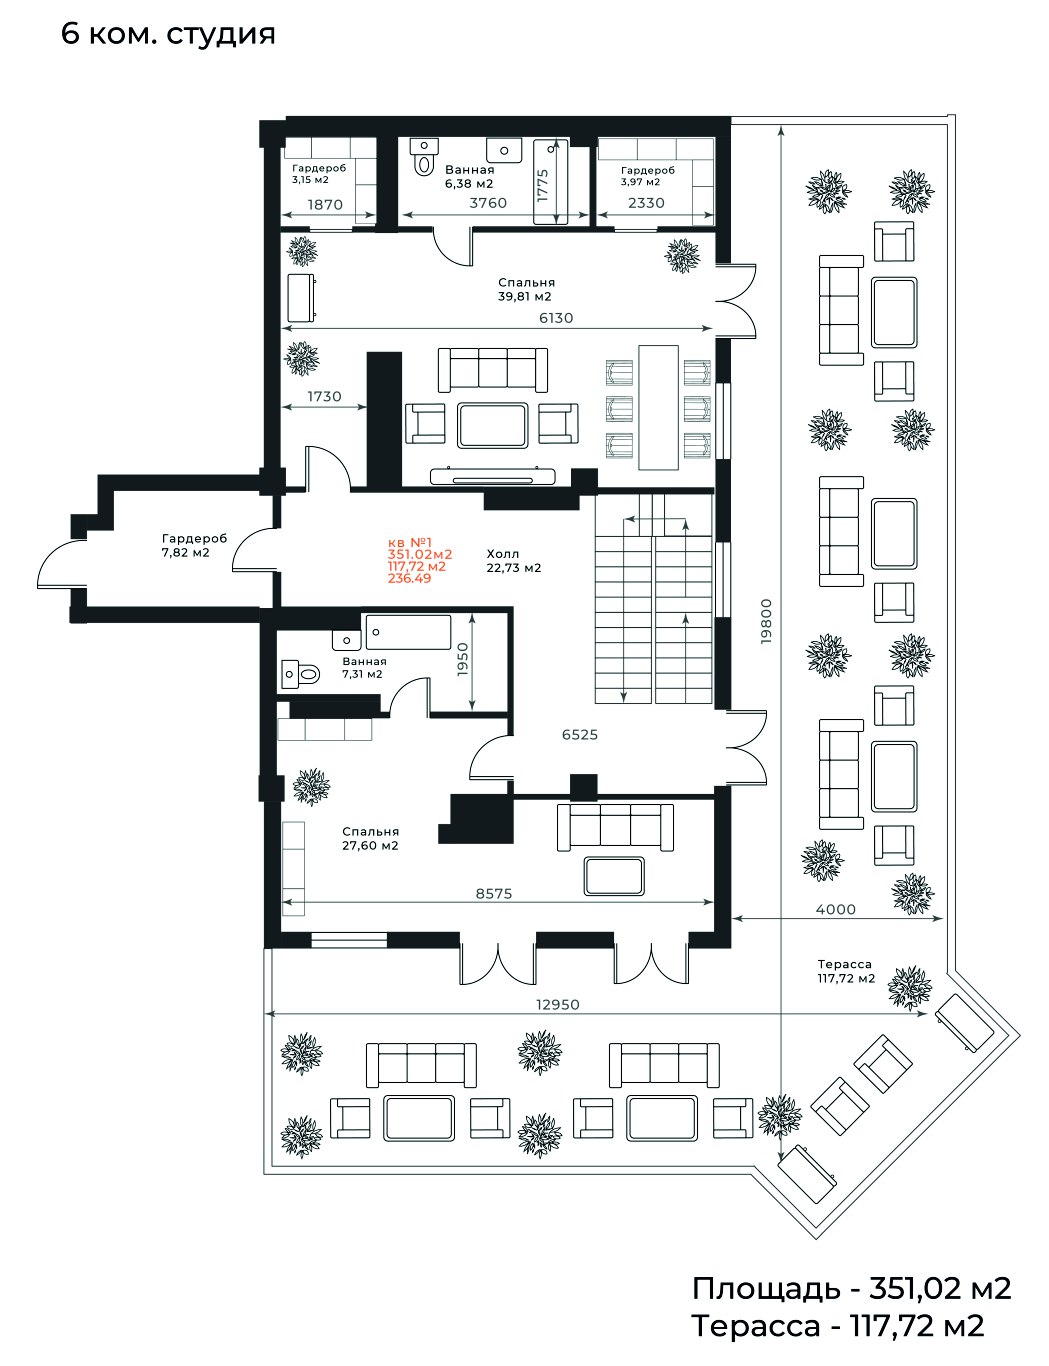 6 ком. студия
Гардероб
3,15 м2
1870
Ванная
6,38 м2
3760
1775
Гардероб
3,97 м2
2330
Спальня
39,81 м2
6130
1730
Гардероб
7,82 м2
кв №1
351.02м2
117,72 м2
236.49
Холл
22,73 м2
19800
Ванная
7,31 м2
1950
6525
Спальня
27,60 м2
8575
4000
Терасса
117,72 м2
12950
Площадь - 351,02 м2
Терасса - 117,72 м2